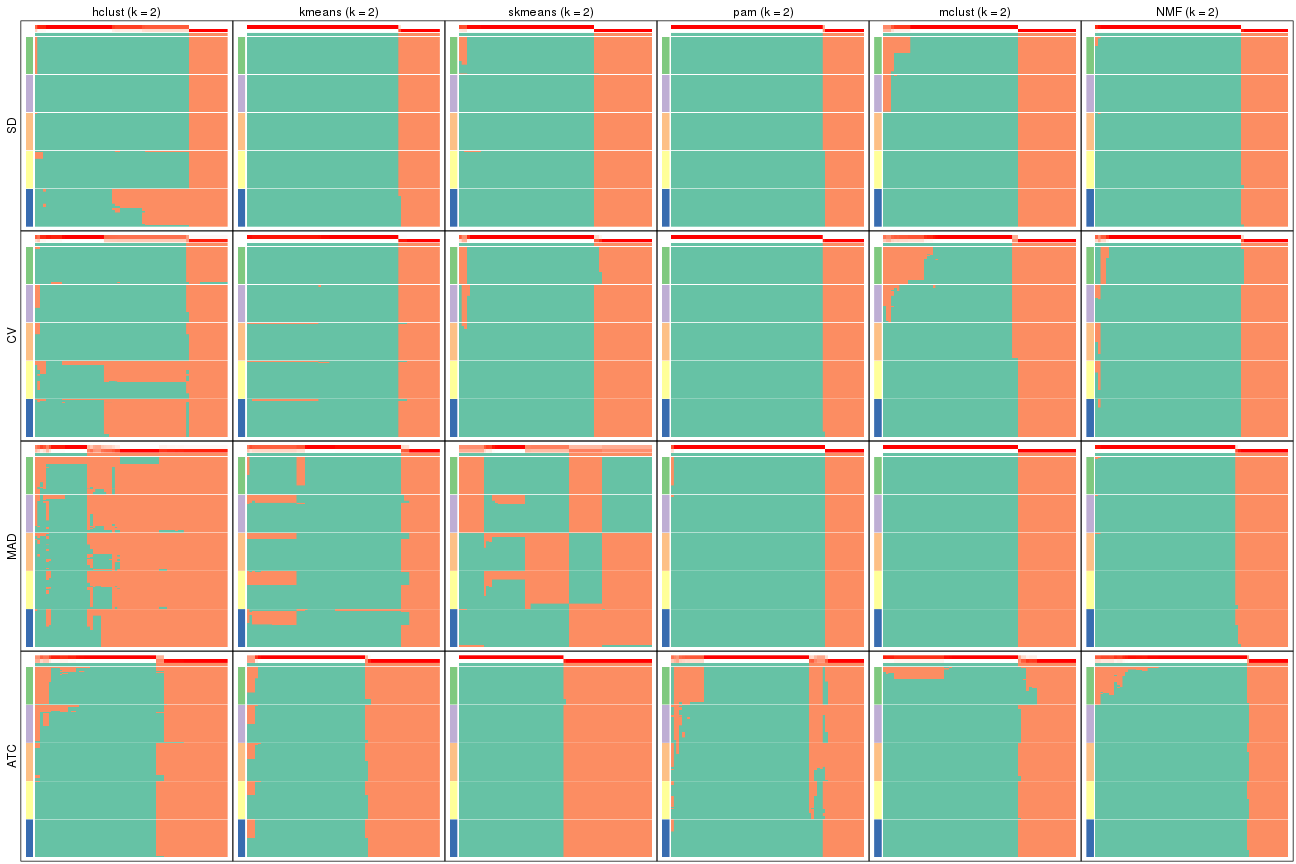 hclust (k = 2) kmeans (k = 2) skmeans (k = 2) pam (k = 2) mclust (k = 2) NMF (k = 2)
SD
CV
MAD
ATC